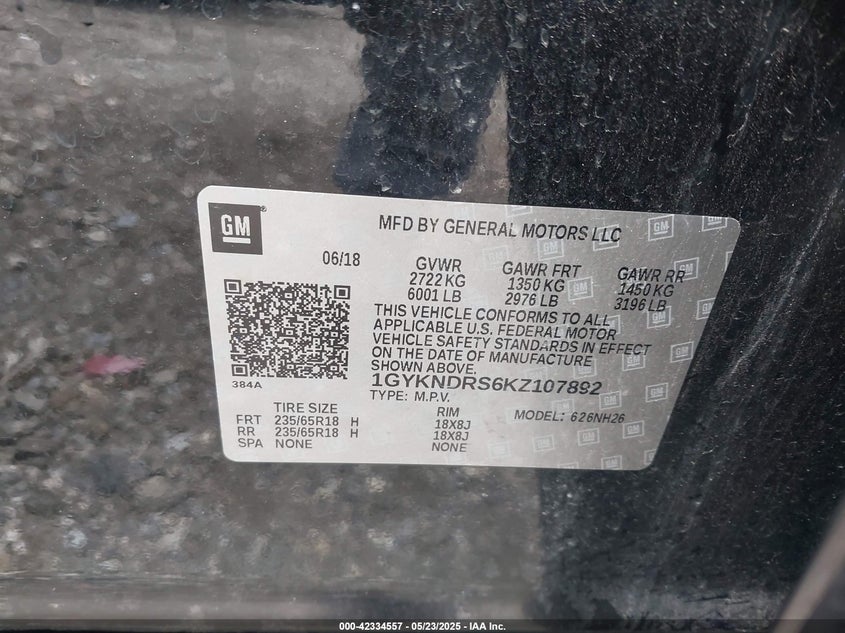 GM
MFD BY GENERAL MOTORS LLC
06/18
GVWR GAWR FRT GAWR RR
2722 KG 1350 KG 1450 KG
6001 LB 2976 LB 3196 LB
THIS VEHICLE CONFORMS TO ALL
APPLICABLE U.S. FEDERAL MOTOR
VEHICLE SAFETY STANDARDS IN EFFECT
ON THE DATE OF MANUFACTURE
SHOWN ABOVE.
384A
1GYKNDRS6KZ107892
TYPE: M.P.V.
TIRE SIZE RIM MODEL: 626NH26
FRT 235/65R18 H 18X8J
RR 235/65R18 H 18X8J
SPA NONE NONE
000-42334557 - 05/23/2025 - IAA Inc.